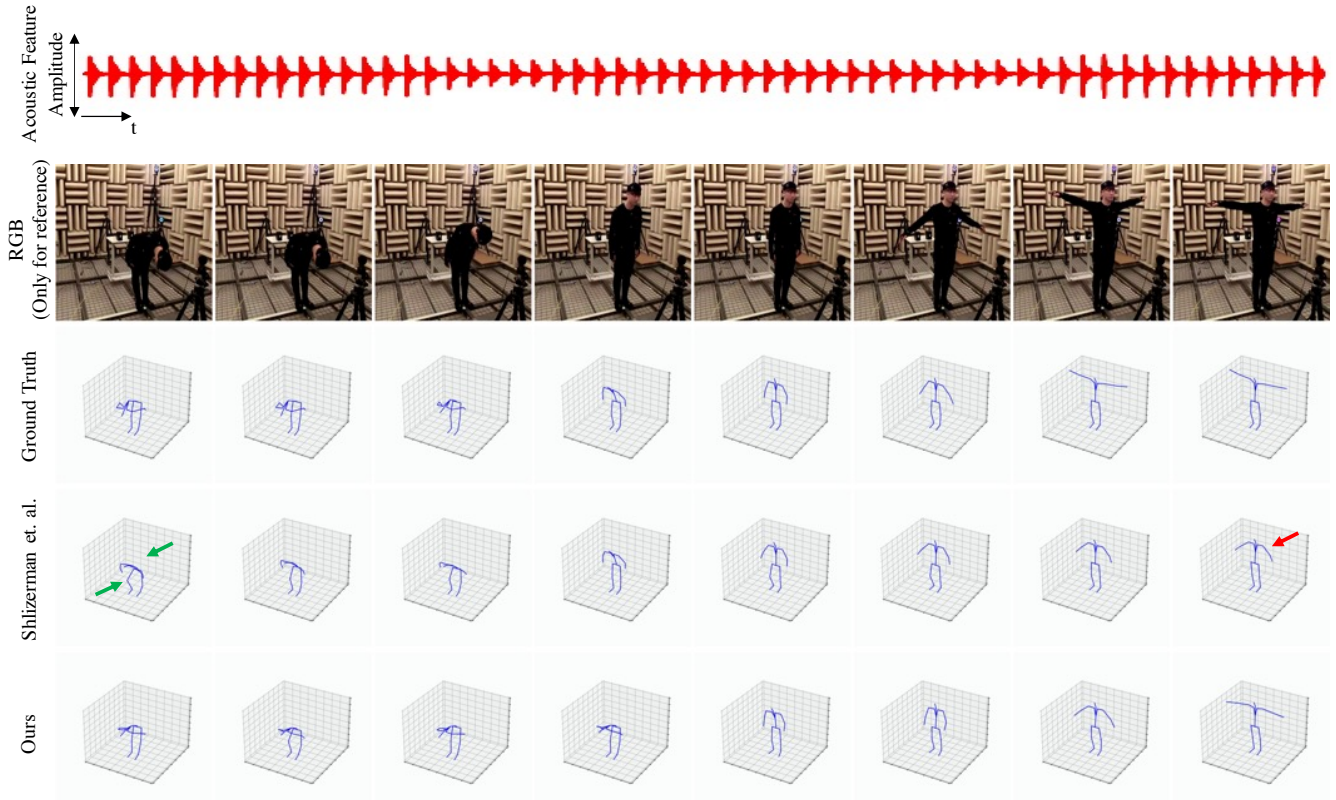 Acoustic Feature
Amplitude
t
RGB
(Only for reference)
Ground Truth
Shlizerman et. al.
Ours